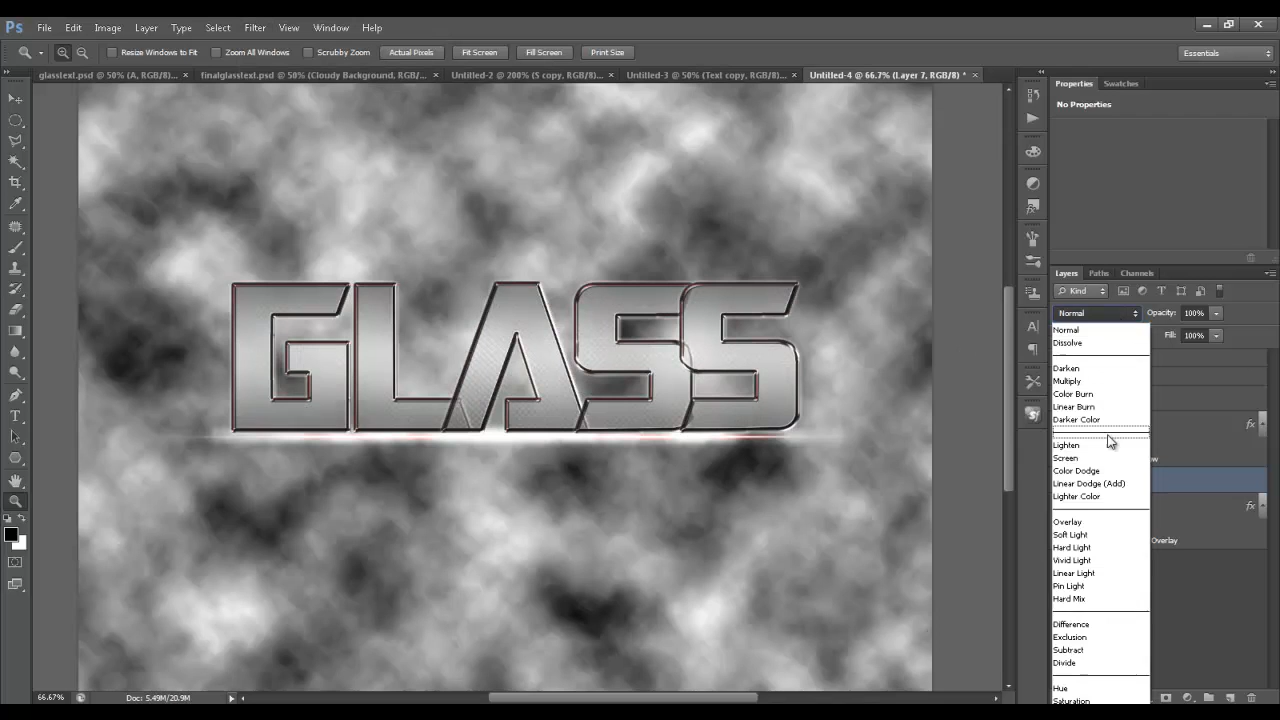 Ps File Edit Image Layer Type Select Filter View Window Help
Resize Windows to Fit Zoom All Windows Scrubby Zoom Actual Pixels Fit Screen Fill Screen Print Size Essentials
glasstext.psd @ 50% (A, RGB/8)... × finalglasstext.psd @ 50% (Cloudy Background, RGB/... × Untitled-2 @ 200% (S copy, RGB/8)... × Untitled-3 @ 50% (Text copy, RGB/8)... × Untitled-4 @ 66.7% (Layer 7, RGB/8) * ×
Properties Swatches
No Properties
GLASS
Layers Paths Channels
Kind
Normal Opacity: 100%
Fill: 100%
Normal
Dissolve
Darken
Multiply
Color Burn
Linear Burn
Darker Color
Lighten
Screen
Color Dodge
Linear Dodge (Add)
Lighter Color
Overlay
Soft Light
Hard Light
Vivid Light
Linear Light
Pin Light
Hard Mix
Difference
Exclusion
Subtract
Divide
Hue
Saturation
fx
fx
Overlay
66.67% Doc: 5.49M/20.9M